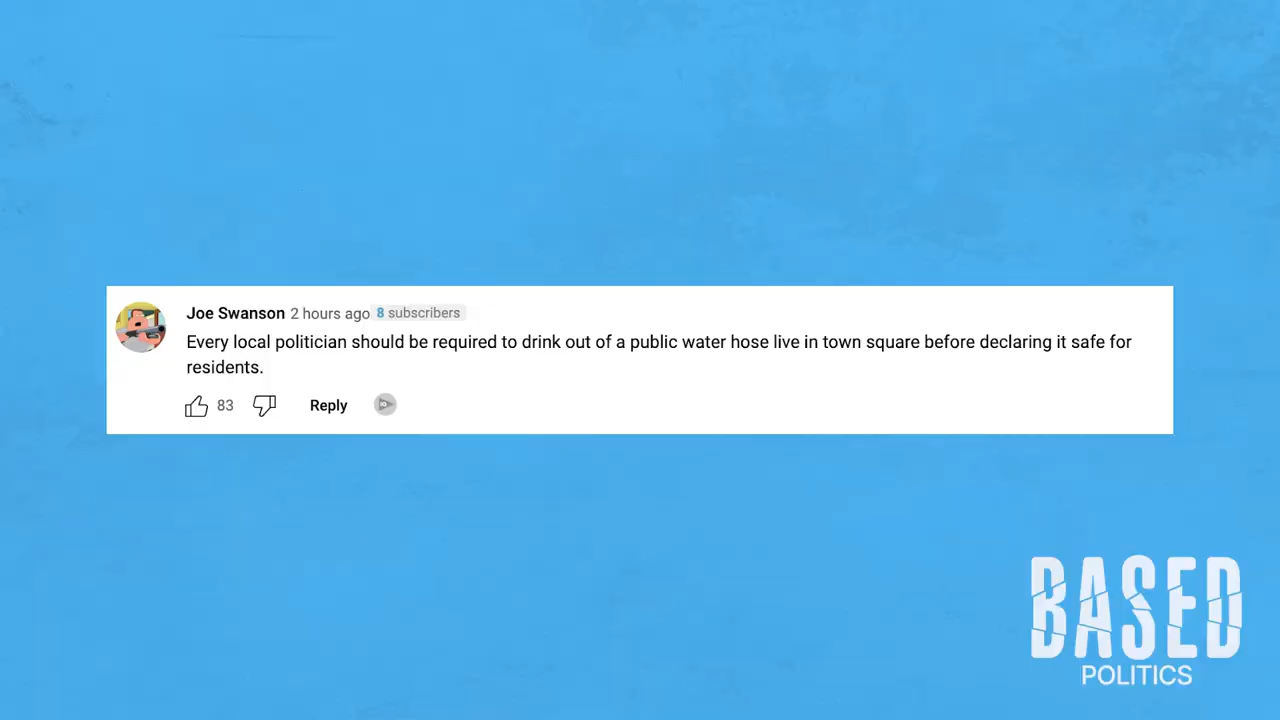 Joe Swanson 2 hours ago 8 subscribers
Every local politician should be required to drink out of a public water hose live in town square before declaring it safe for
residents.
83 Reply
BASED
POLITICS